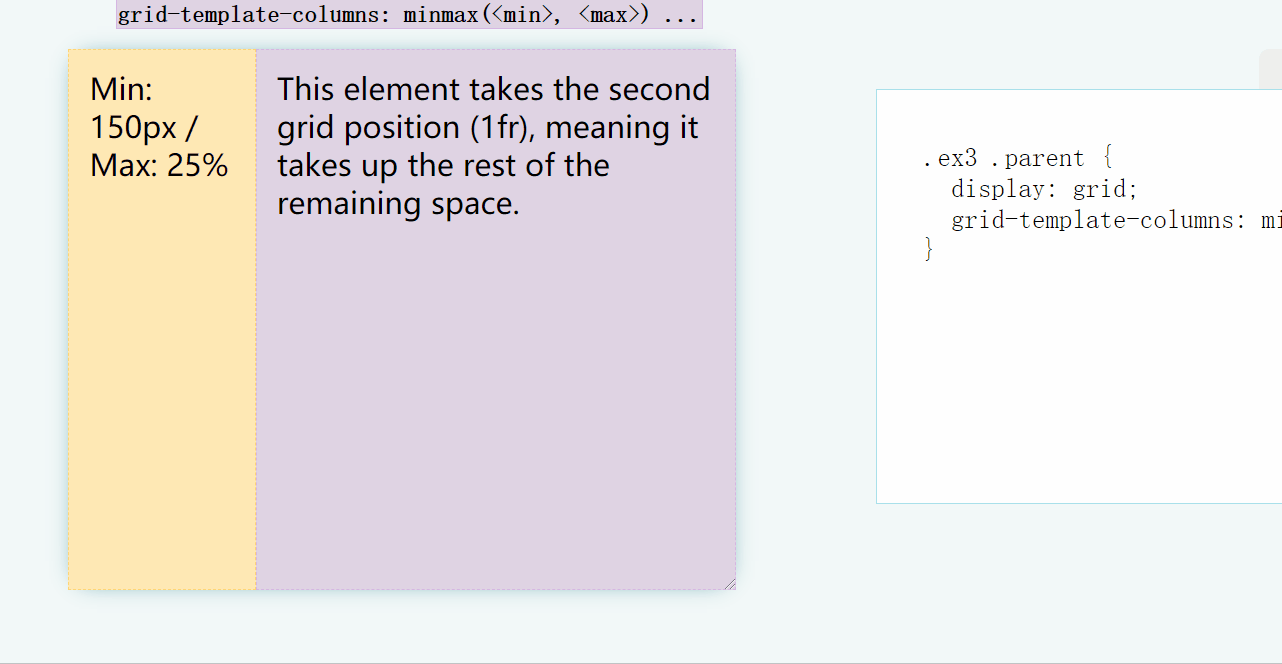 grid-template-columns: minmax(<min>, <max>) ...
Min:
150px /
Max: 25%
This element takes the second
grid position (1fr), meaning it
takes up the rest of the
remaining space.
.ex3 .parent {
display: grid;
grid-template-columns: mi
}